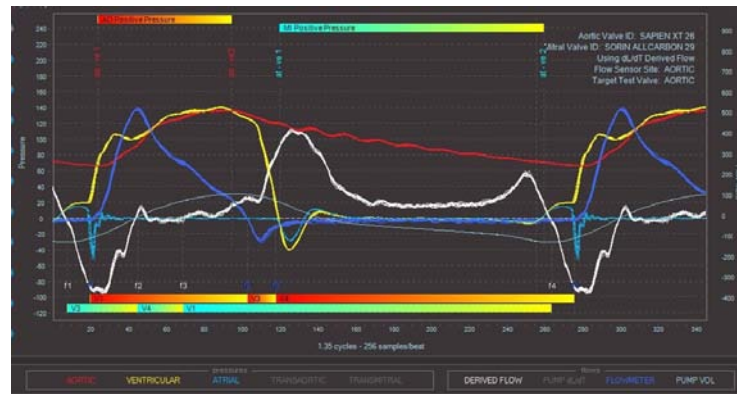 AO Positive Pressure
MI Positive Pressure
Aortic Valve ID: SAPIEN XT 26
Mitral Valve ID: SORIN ALLCARBON 29
Using dL/dT Derived Flow
Flow Sensor Site: AORTIC
Target Test Valve: AORTIC
Pressure
240
220
200
180
160
140
120
100
80
60
40
20
0
-20
-40
-60
-80
-100
-120
900
800
700
600
500
400
300
200
100
0
-100
-200
-300
-400
f1
f2
f3
f4
V3
V4
V1
20
40
60
80
100
120
140
160
180
200
220
240
260
280
300
320
340
1.35 cycles - 256 samples/beat
pressures
AORTIC
VENTRICULAR
ATRIAL
TRANSAORTIC
TRANSMITRAL
flows
DERIVED FLOW
PUMP dL/dT
FLOWMETER
PUMP VOL